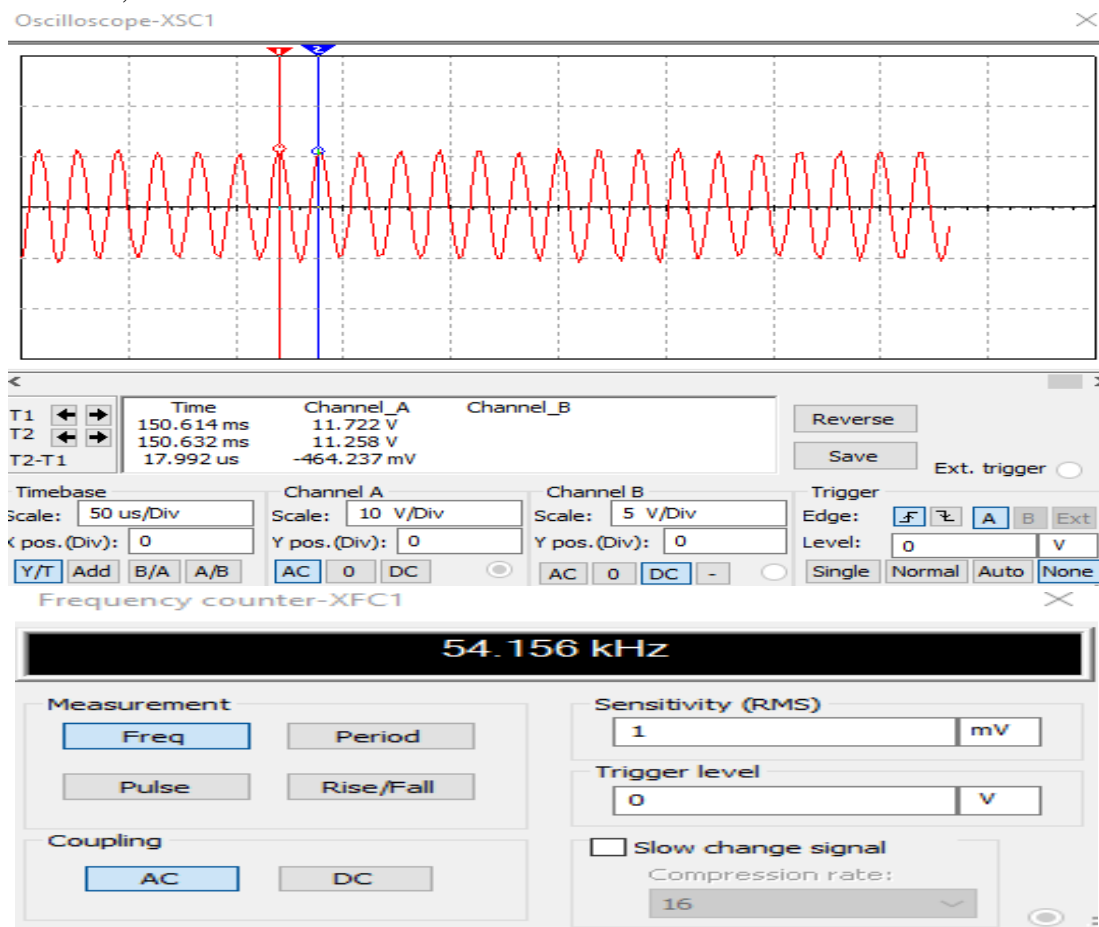 Oscilloscope-XSC1
1 2
Time Channel_A Channel_B
T1 150.614 ms 11.722 V
T2 150.632 ms 11.258 V
T2-T1 17.992 us -464.237 mV
Reverse
Save
Ext. trigger
Timebase
Scale: 50 us/Div
X pos.(Div): 0
Y/T Add B/A A/B
Channel A
Scale: 10 V/Div
Y pos.(Div): 0
AC 0 DC
Channel B
Scale: 5 V/Div
Y pos.(Div): 0
AC 0 DC -
Trigger
Edge: A B Ext
Level: 0 V
Single Normal Auto None
Frequency counter-XFC1
54.156 kHz
Measurement
Freq Period
Pulse Rise/Fall
Coupling
AC DC
Sensitivity (RMS)
1 mV
Trigger level
0 V
Slow change signal
Compression rate:
16